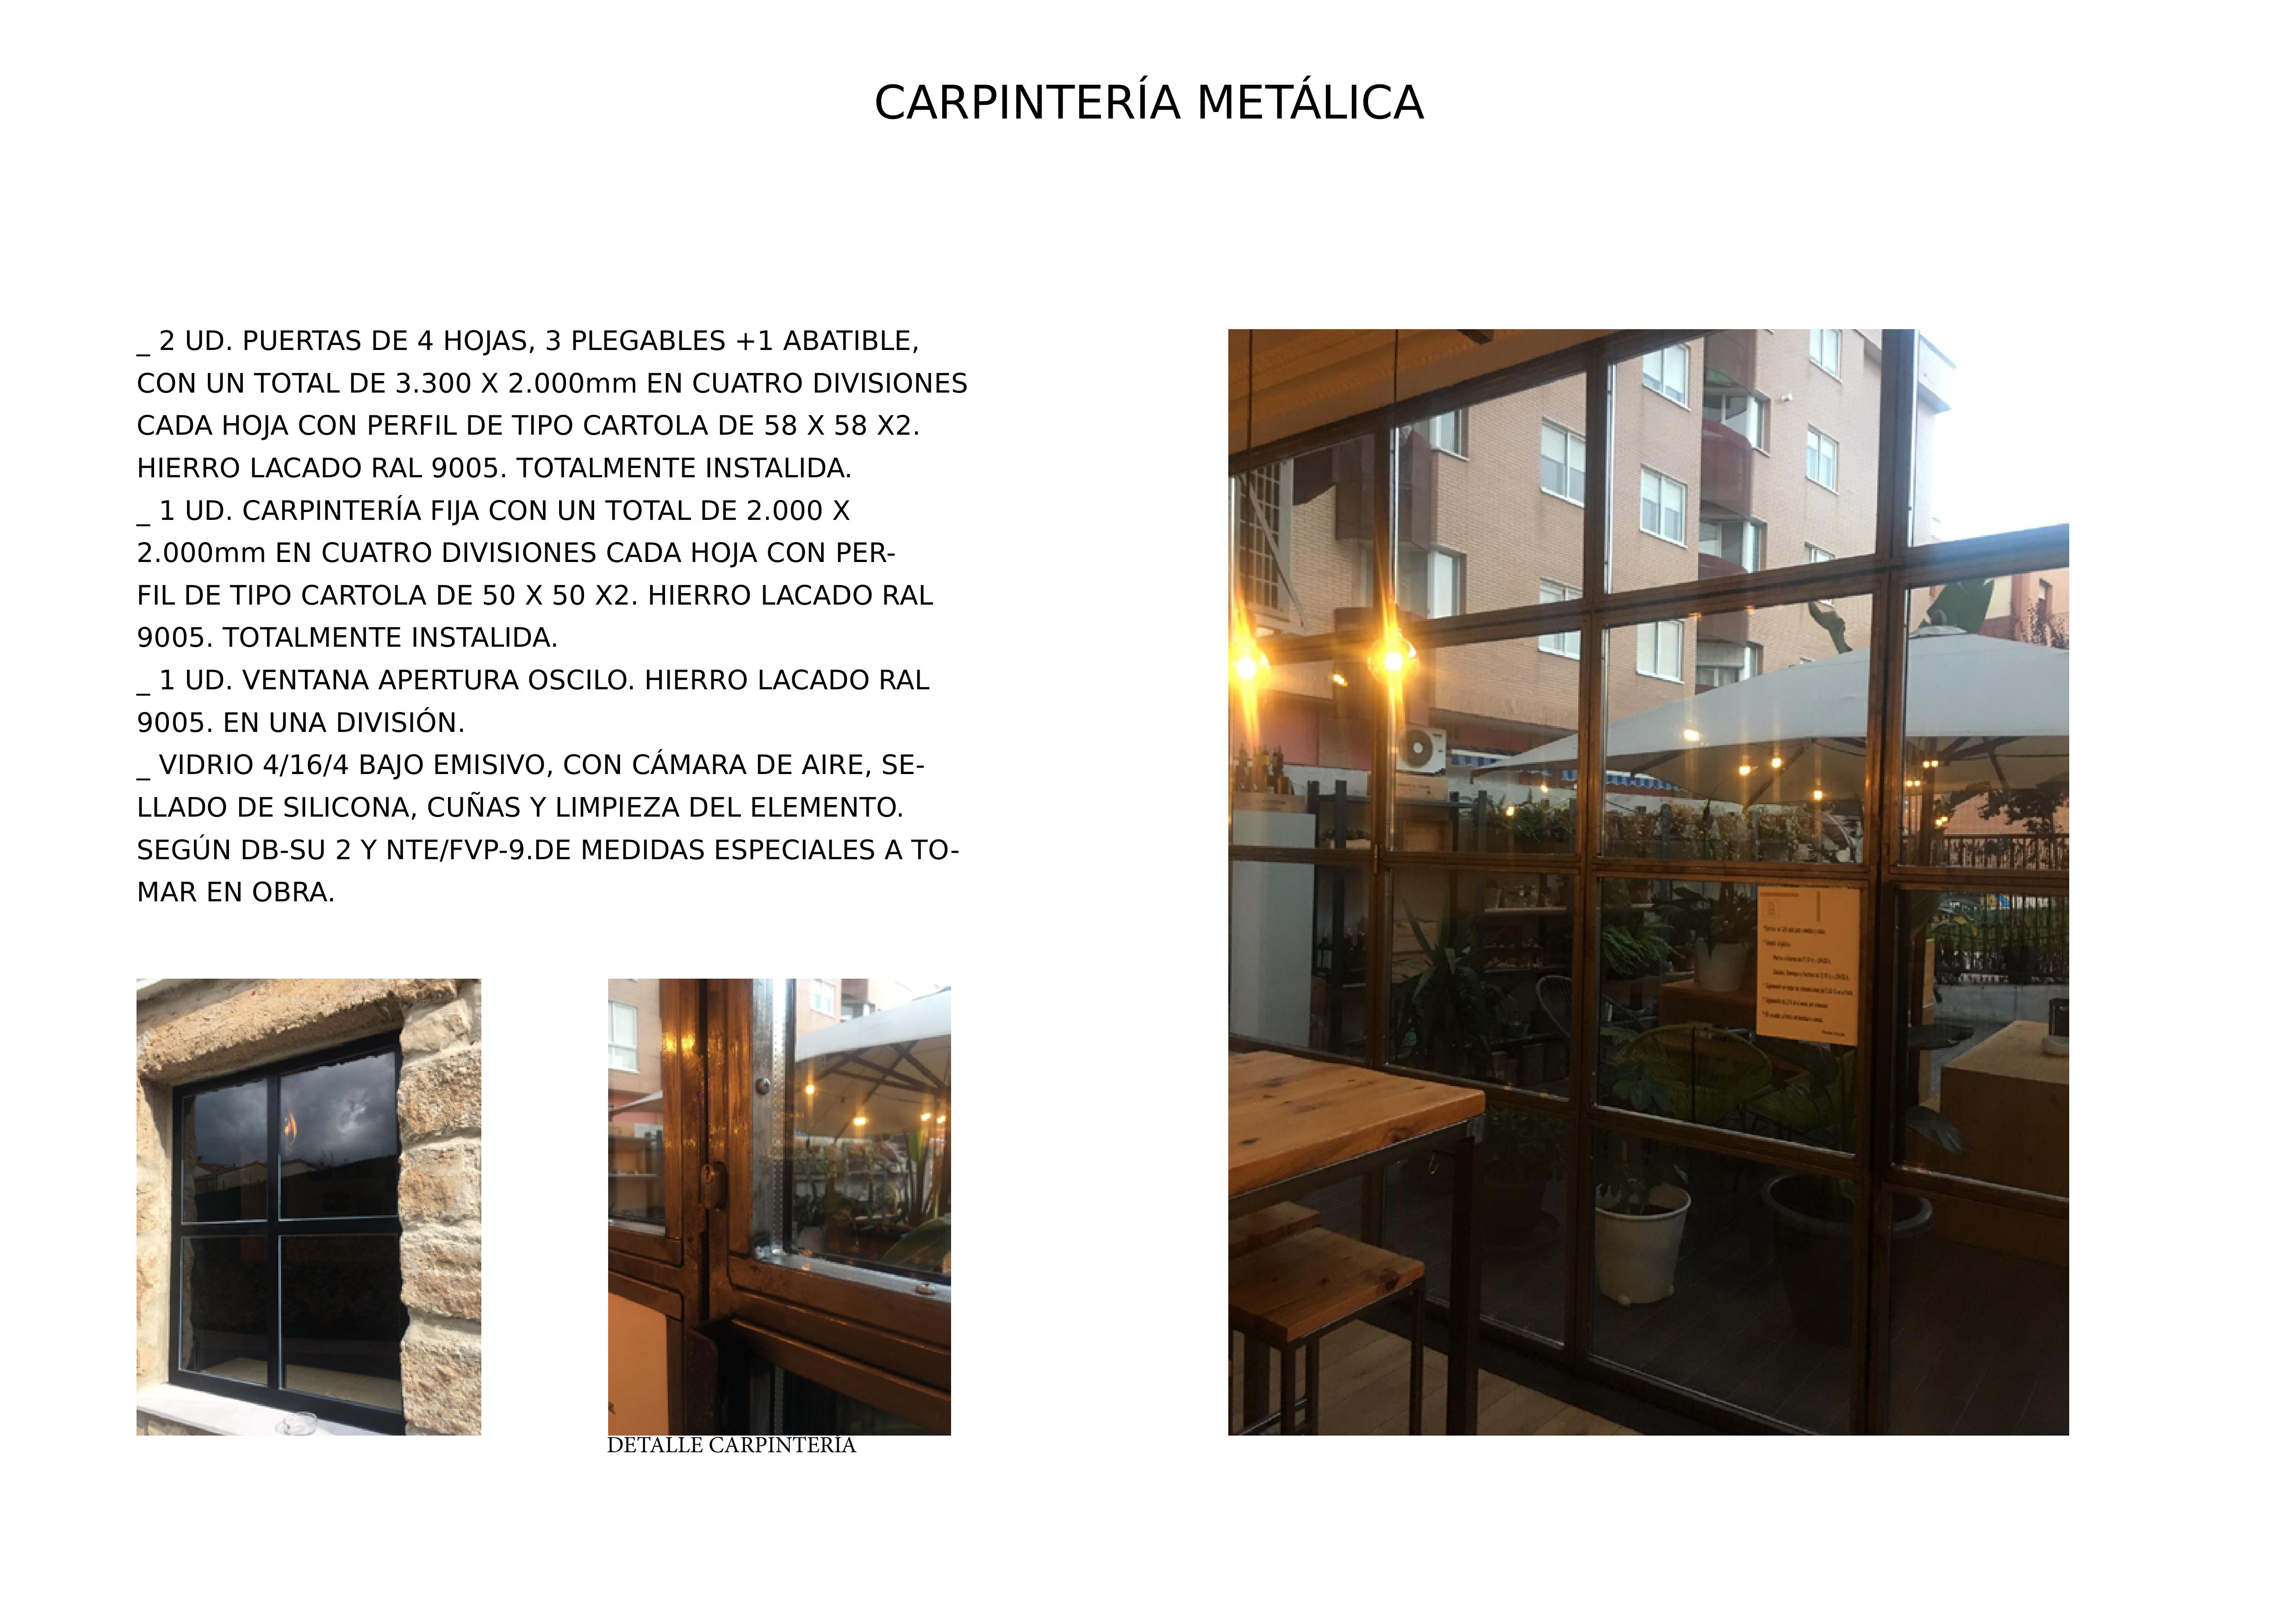 CARPINTERÍA METÁLICA
_ 2 UD. PUERTAS DE 4 HOJAS, 3 PLEGABLES +1 ABATIBLE,
CON UN TOTAL DE 3.300 X 2.000mm EN CUATRO DIVISIONES
CADA HOJA CON PERFIL DE TIPO CARTOLA DE 58 X 58 X2.
HIERRO LACADO RAL 9005. TOTALMENTE INSTALIDA.
_ 1 UD. CARPINTERÍA FIJA CON UN TOTAL DE 2.000 X
2.000mm EN CUATRO DIVISIONES CADA HOJA CON PER-
FIL DE TIPO CARTOLA DE 50 X 50 X2. HIERRO LACADO RAL
9005. TOTALMENTE INSTALIDA.
_ 1 UD. VENTANA APERTURA OSCILO. HIERRO LACADO RAL
9005. EN UNA DIVISIÓN.
_ VIDRIO 4/16/4 BAJO EMISIVO, CON CÁMARA DE AIRE, SE-
LLADO DE SILICONA, CUÑAS Y LIMPIEZA DEL ELEMENTO.
SEGÚN DB-SU 2 Y NTE/FVP-9.DE MEDIDAS ESPECIALES A TO-
MAR EN OBRA.
DETALLE CARPINTERÍA